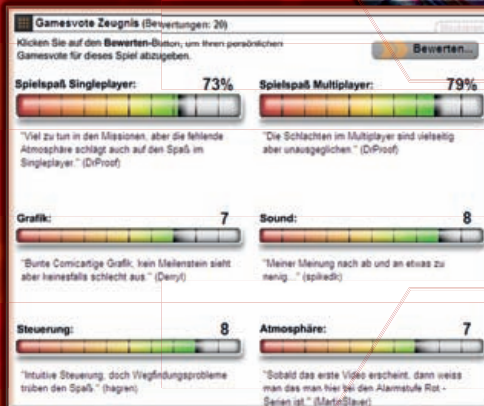 Gamesvote Zeugnis (Bewertungen: 20)
Klicken Sie auf den Bewerten-Button, um Ihren persönlichen
Gamesvote für dieses Spiel abzugeben.
Bewerten...
Spielspaß Singleplayer: 73%
Spielspaß Multiplayer: 79%
"Viel zu tun in den Missionen, aber die fehlende
Atmosphäre schlägt auch auf den Spaß im
Singleplayer." (DrProof)
"Die Schlachten im Multiplayer sind vielseitig
aber unausgeglichen." (DrProof)
Grafik: 7
Sound: 8
"Bunte Comicartige Grafik, kein Meilenstein sieht
aber keinesfalls schlecht aus." (Derryl)
"Meiner Meinung nach ab und an etwas zu
nervig..." (spikedk)
Steuerung: 8
Atmosphäre: 7
"Intuitive Steuerung, doch Wegfindungsprobleme
trüben den Spaß." (hagren)
"Sobald das erste Video erscheint, dann weiss
man das man hier bei den Alarmstufe Rot -
Serien ist." (MartinSlaver)